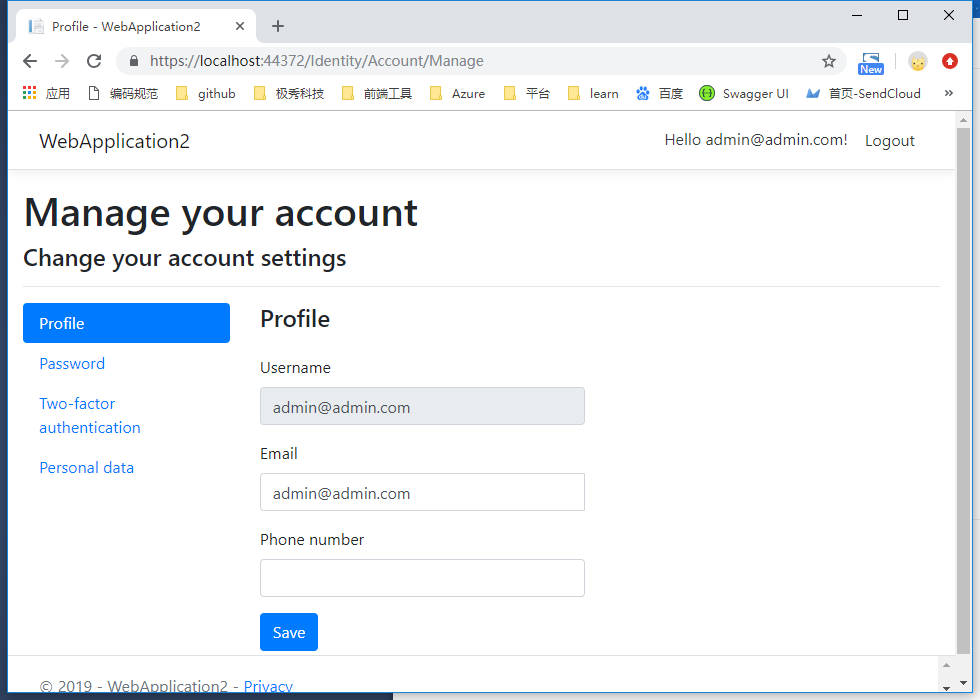 Profile - WebApplication2
https://localhost:44372/Identity/Account/Manage
New
应用 编码规范 github 极秀科技 前端工具 Azure 平台 learn 百度 Swagger UI 首页-SendCloud »
WebApplication2 Hello admin@admin.com! Logout
Manage your account
Change your account settings
Profile
Password
Two-factor
authentication
Personal data
Profile
Username
admin@admin.com
Email
admin@admin.com
Phone number
Save
© 2019 - WebApplication2 - Privacy